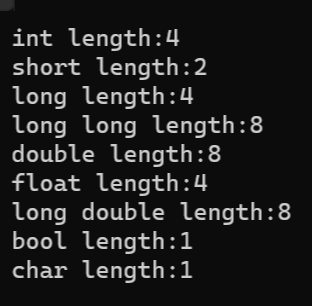 int length:4
short length:2
long length:4
long long length:8
double length:8
float length:4
long double length:8
bool length:1
char length:1